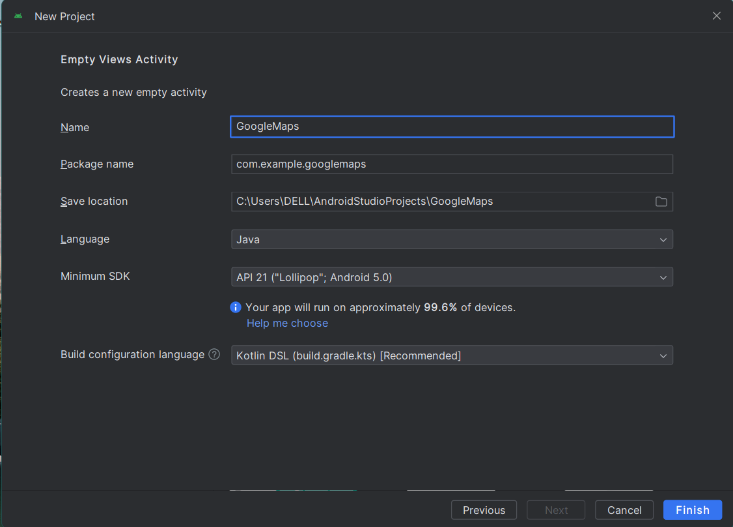 New Project
Empty Views Activity
Creates a new empty activity
Name
GoogleMaps
Package name
com.example.googlemaps
Save location
C:\Users\DELL\AndroidStudioProjects\GoogleMaps
Language
Java
Minimum SDK
API 21 ("Lollipop"; Android 5.0)
Your app will run on approximately 99.6% of devices.
Help me choose
Build configuration language ?
Kotlin DSL (build.gradle.kts) [Recommended]
Previous
Next
Cancel
Finish